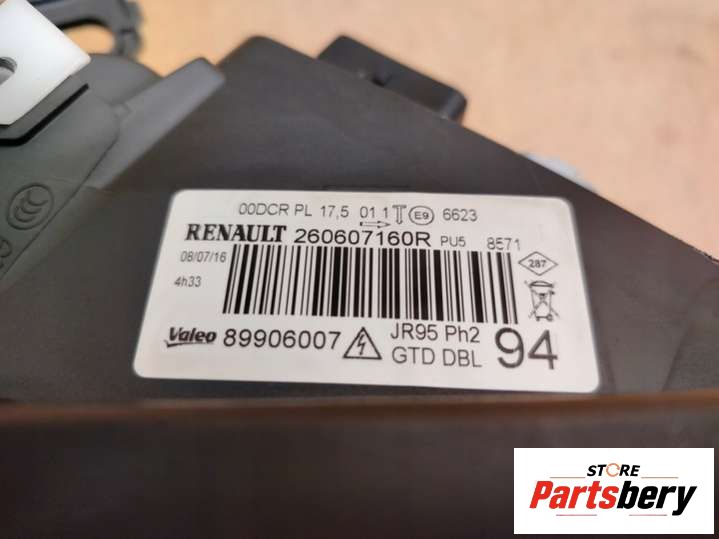 00DCR PL 17,5 01 1 E9 6623
RENAULT 260607160R PU5 8571
08/07/16
4h33
287
Valeo 89906007 JR95 Ph2
GTD DBL 94
STORE
Partsbery